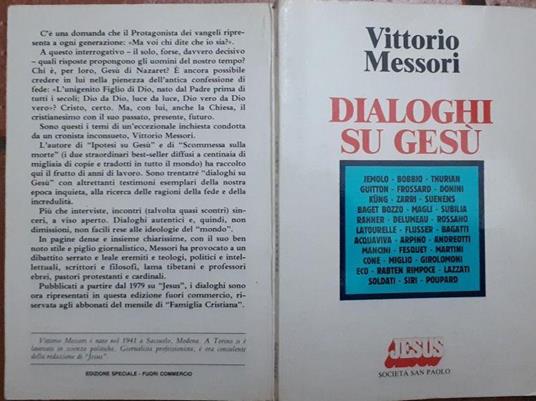 C'è una domanda che il Protagonista dei vangeli ripre-
senta a ogni generazione: «Ma voi chi dite che io sia?».
A questo interrogativo - il solo, forse, davvero decisivo
- quali risposte propongono gli uomini del nostro tempo?
Chi è, per loro, Gesù di Nazaret? È ancora possibile
credere in lui nella pienezza dell'antica confessione di
fede: «L'unigenito Figlio di Dio, nato dal Padre prima di
tutti i secoli; Dio da Dio, luce da luce, Dio vero da Dio
vero»? Cristo, certo. Ma, con lui, anche la Chiesa, il
cristianesimo con il suo passato, presente, futuro.
Sono questi i temi di un'eccezionale inchiesta condotta
da un cronista inconsueto, Vittorio Messori.
L'autore di "Ipotesi su Gesù" e di "Scommessa sulla
morte" (i due straordinari best-seller diffusi a centinaia di
migliaia di copie e tradotti in tutto il mondo) ha raccolto
qui il frutto di anni di lavoro. Sono trentatré "dialoghi su
Gesù" con altrettanti testimoni esemplari della nostra
epoca inquieta, alla ricerca delle ragioni della fede e della
incredulità.
Più che interviste, incontri (talvolta quasi scontri) sin-
ceri, a viso aperto. Dialoghi autentici e, quindi, non
dimissioni, non facili rese alle ideologie del "mondo".
In pagine dense e insieme chiarissime, con il suo ben
noto stile e piglio giornalistico, Messori ha provocato a un
dibattito serrato e leale eremiti e teologi, politici e intel-
lettuali, scrittori e filosofi, lama tibetani e professori
ebrei, pastori protestanti e cardinali.
Pubblicati a partire dal 1979 su "Jesus", i dialoghi sono
ora ripresentati in questa edizione fuori commercio, ri-
servata agli abbonati del mensile di "Famiglia Cristiana".
Vittorio Messori è nato nel 1941 a Sassuolo, Modena. A Torino si è
laureato in scienze politiche. Giornalista professionista, è ora consulente
della redazione di "Jesus".
EDIZIONE SPECIALE - FUORI COMMERCIO
Vittorio
Messori
DIALOGHI
SU GESÙ
JEMOLO - BOBBIO - THURIAN
GUITTON - FROSSARD - DONINI
KÜNG - ZARRI - SUENENS
BAGET BOZZO - MAGLI - SUBILIA
RAHNER - DELUMEAU - ROSSANO
LATOURELLE - FLUSSER - BAGATTI
ACQUAVIVA - ARPINO - ANDREOTTI
MANCINI - FESQUET - MARTINI
CONE - MIGLIO - GIROLOMONI
ECO - RABTEN RIMPOCE - LAZZATI
SOLDATI - SIRI - POUPARD
JESUS
SOCIETÀ SAN PAOLO